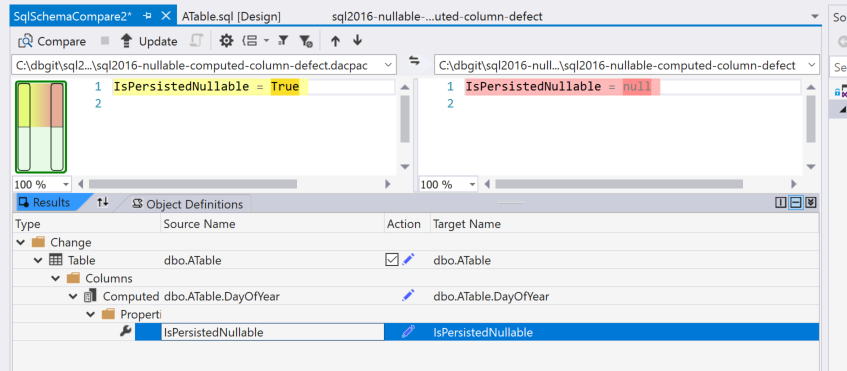 SqlSchemaCompare2* ATable.sql [Design] sql2016-nullable-...uted-column-defect
So
Compare Update
C:\dbgit\sql2...\sql2016-nullable-computed-column-defect.dacpac C:\dbgit\sql2016-null...\sql2016-nullable-computed-column-defect
Se
1 IsPersistedNullable = True 1 IsPersistedNullable = null
2 2
100 % 100 %
Results Object Definitions
Type Source Name Action Target Name
Change
Table dbo.ATable dbo.ATable
Columns
Computed dbo.ATable.DayOfYear dbo.ATable.DayOfYear
Properti
IsPersistedNullable IsPersistedNullable